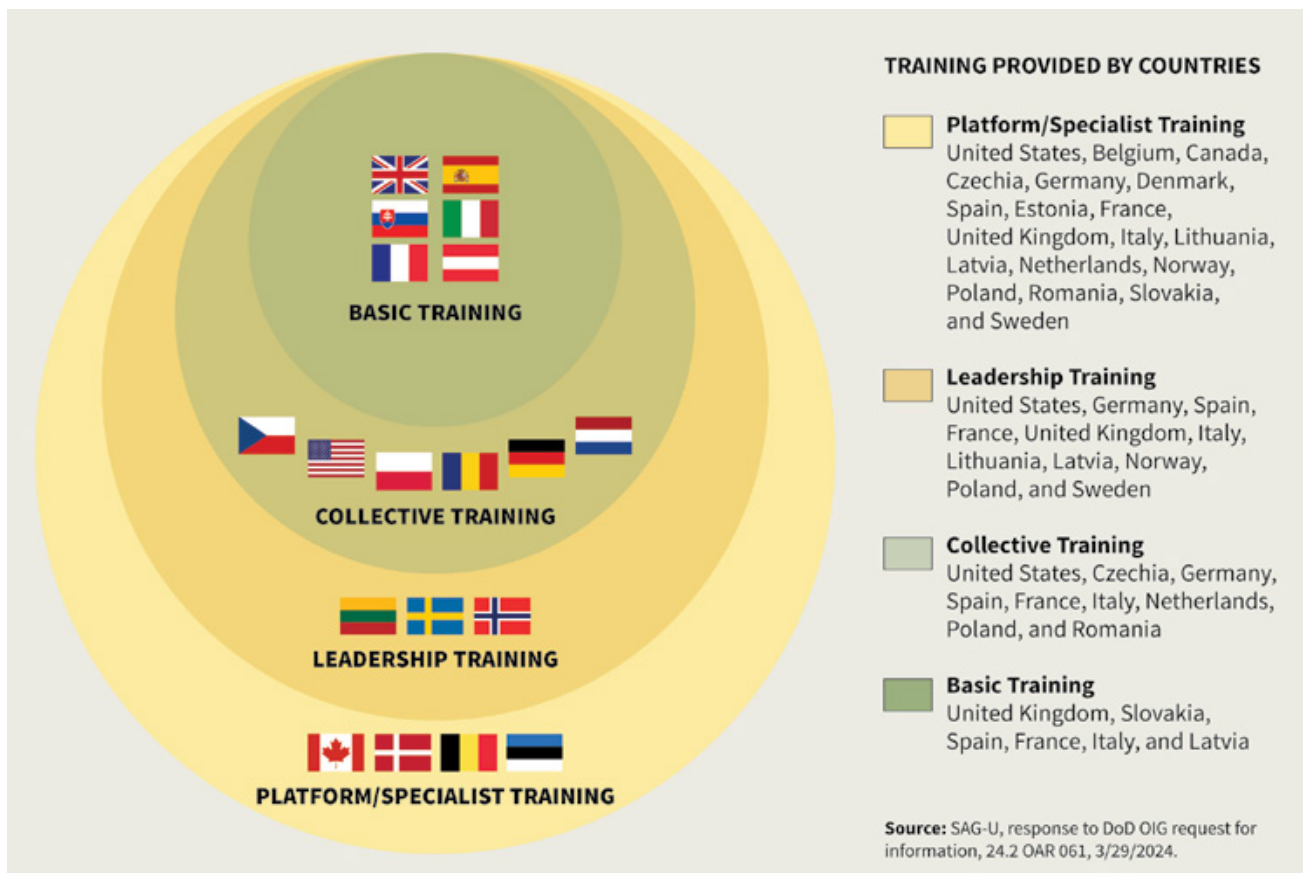 BASIC TRAINING
COLLECTIVE TRAINING
LEADERSHIP TRAINING
PLATFORM/SPECIALIST TRAINING
TRAINING PROVIDED BY COUNTRIES
Platform/Specialist Training
United States, Belgium, Canada,
Czechia, Germany, Denmark,
Spain, Estonia, France,
United Kingdom, Italy, Lithuania,
Latvia, Netherlands, Norway,
Poland, Romania, Slovakia,
and Sweden
Leadership Training
United States, Germany, Spain,
France, United Kingdom, Italy,
Lithuania, Latvia, Norway,
Poland, and Sweden
Collective Training
United States, Czechia, Germany,
Spain, France, Italy, Netherlands,
Poland, and Romania
Basic Training
United Kingdom, Slovakia,
Spain, France, Italy, and Latvia
Source: SAG-U, response to DoD OIG request for
information, 24.2 OAR 061, 3/29/2024.